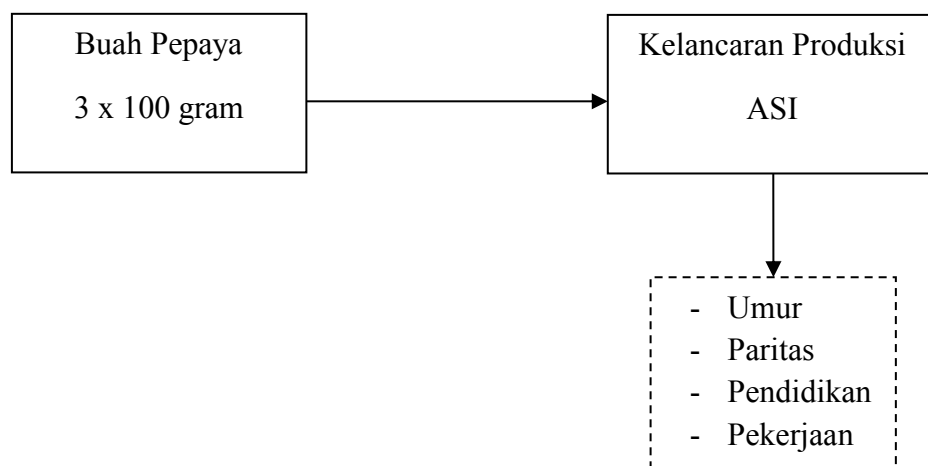 Buah Pepaya
3 x 100 gram
Kelancaran Produksi
ASI
- Umur
- Paritas
- Pendidikan
- Pekerjaan